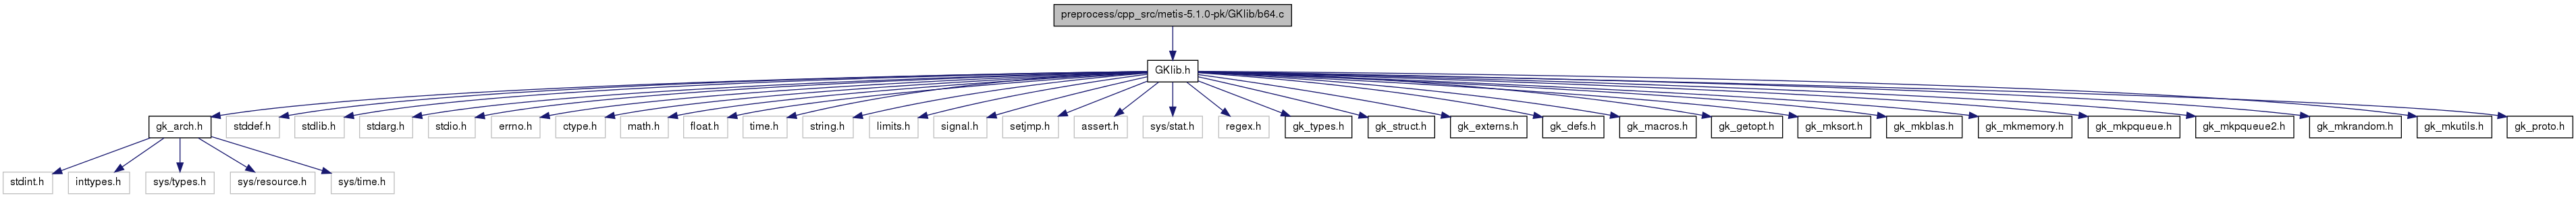 preprocess/cpp_src/metis-5.1.0-pk/GKlib/b64.c
GKlib.h
gk_arch.h
stddef.h
stdlib.h
stdarg.h
stdio.h
errno.h
ctype.h
math.h
float.h
time.h
string.h
limits.h
signal.h
setjmp.h
assert.h
sys/stat.h
regex.h
gk_types.h
gk_struct.h
gk_externs.h
gk_defs.h
gk_macros.h
gk_getopt.h
gk_mksort.h
gk_mkblas.h
gk_mkmemory.h
gk_mkpqueue.h
gk_mkpqueue2.h
gk_mkrandom.h
gk_mkutils.h
gk_proto.h
stdint.h
inttypes.h
sys/types.h
sys/resource.h
sys/time.h